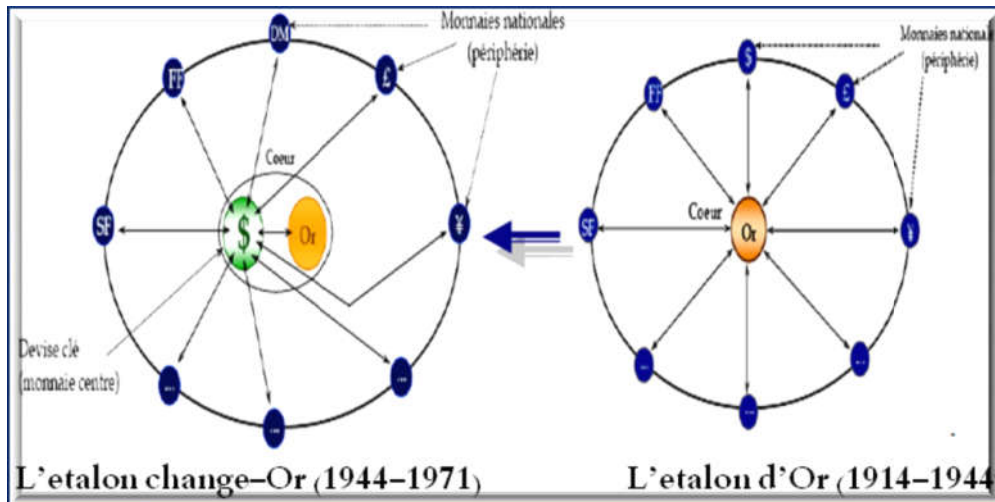 DM
Monnaies nationales
(périphérie)
FF
£
Coeur
SF
$
Or
¥
Devise clé
(monnaie centre)
...
...
...
L'etalon change-Or (1944-1971)
Monnaies nationale
(périphérie)
$
FF
£
Coeur
SF
Or
¥
...
...
...
L'etalon d'Or (1914-1944